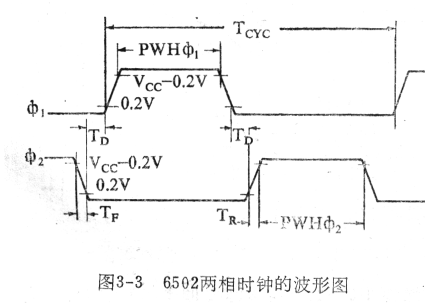 T_CYC
PWHϕ₁
V_CC−0.2V
0.2V
ϕ₁
T_D
T_D
ϕ₂
V_CC−0.2V
0.2V
T_F
T_R
PWHϕ₂
图3-3 6502两相时钟的波形图